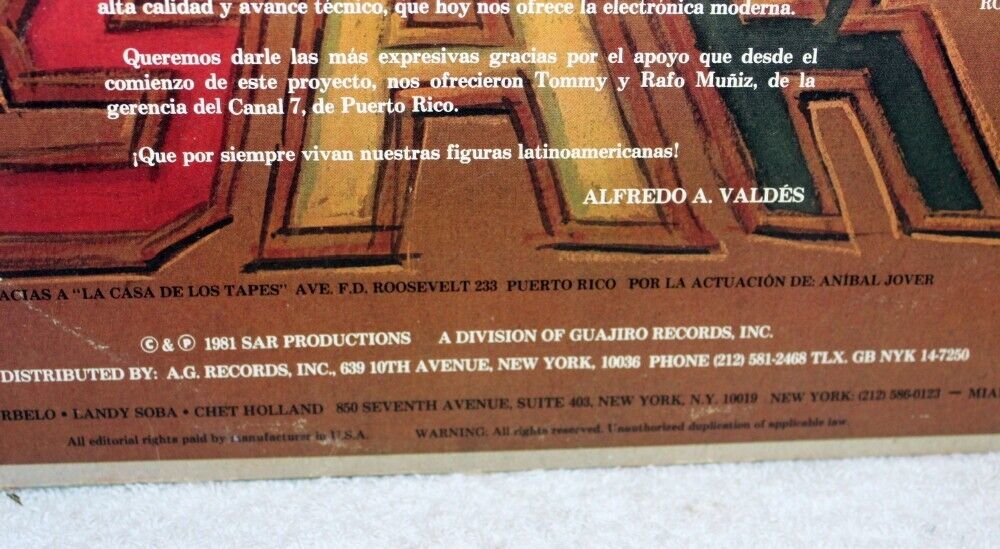 alta calidad y avance técnico, que hoy nos ofrece la electrónica moderna.
Queremos darle las más expresivas gracias por el apoyo que desde el
comienzo de este proyecto, nos ofrecieron Tommy y Rafo Muñiz, de la
gerencia del Canal 7, de Puerto Rico.
¡Que por siempre vivan nuestras figuras latinoamericanas!
ALFREDO A. VALDÉS
SAR
ACIAS A "LA CASA DE LOS TAPES" AVE. F.D. ROOSEVELT 233 PUERTO RICO POR LA ACTUACIÓN DE: ANÍBAL JOVER
© & ℗ 1981 SAR PRODUCTIONS A DIVISION OF GUAJIRO RECORDS, INC.
DISTRIBUTED BY: A.G. RECORDS, INC., 639 10TH AVENUE, NEW YORK, 10036 PHONE (212) 581-2468 TLX. GB NYK 14-7250
RBELO • LANDY SOBA • CHET HOLLAND 850 SEVENTH AVENUE, SUITE 403, NEW YORK, N.Y. 10019 NEW YORK: (212) 586-0123 — MIA
All editorial rights paid by manufacturer in U.S.A. WARNING: All rights reserved. Unauthorized duplication of applicable law.